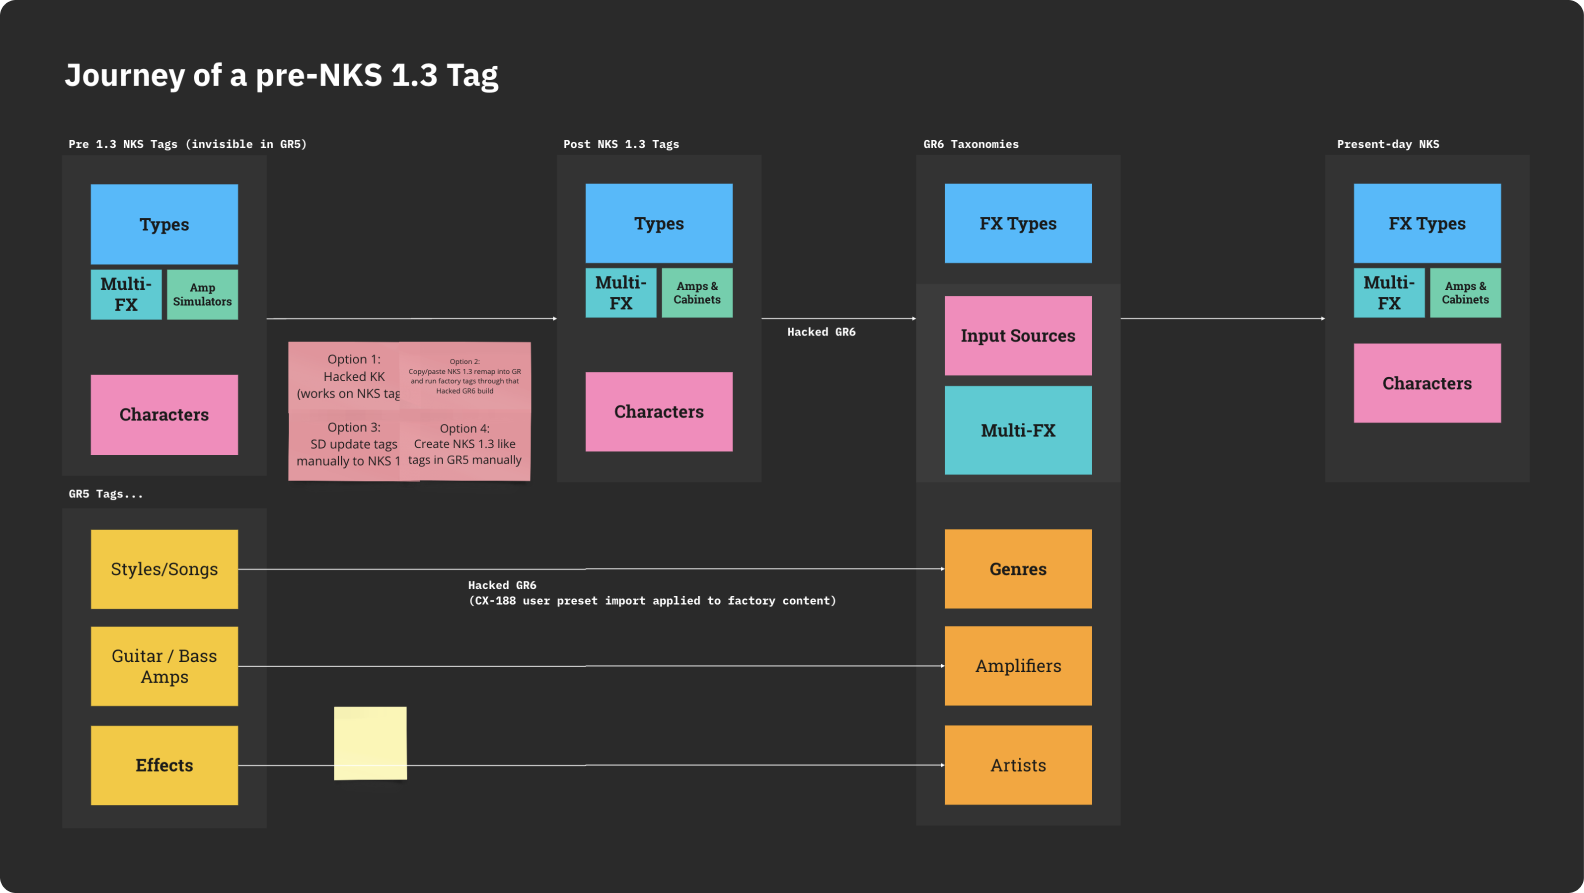 Journey of a pre-NKS 1.3 Tag
Pre 1.3 NKS Tags (invisible in GR5)
Types
Multi-
FX
Amp
Simulators
Characters
Option 1:
Hacked KK
(works on NKS tag
Option 2:
Copy/paste NKS 1.3 remap into GR
and run factory tags through that
Hacked GR6 build
Option 3:
SD update tags
manually to NKS 1
Option 4:
Create NKS 1.3 like
tags in GR5 manually
Post NKS 1.3 Tags
Types
Multi-
FX
Amps &
Cabinets
Characters
Hacked GR6
GR6 Taxonomies
FX Types
Input Sources
Multi-FX
Present-day NKS
FX Types
Multi-
FX
Amps &
Cabinets
Characters
GR5 Tags...
Styles/Songs
Hacked GR6
(CX-188 user preset import applied to factory content)
Genres
Guitar / Bass
Amps
Amplifiers
Effects
Artists